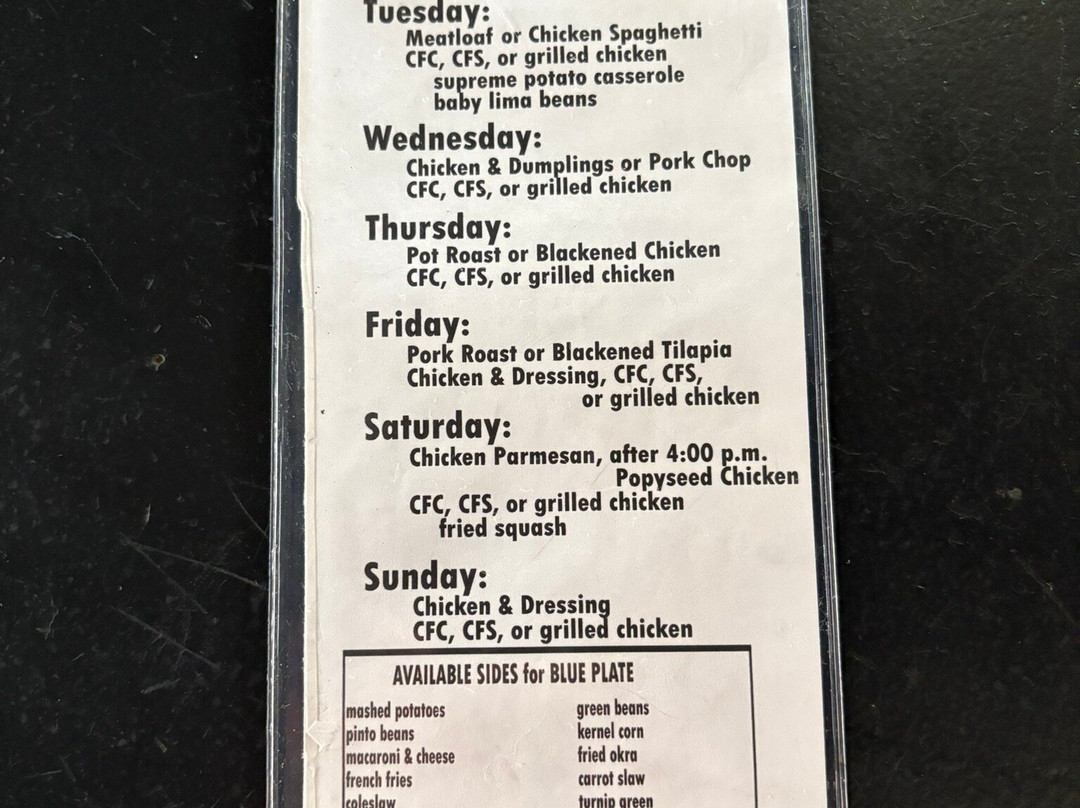 Tuesday:
Meatloaf or Chicken Spaghetti
CFC, CFS, or grilled chicken
supreme potato casserole
baby lima beans
Wednesday:
Chicken & Dumplings or Pork Chop
CFC, CFS, or grilled chicken
Thursday:
Pot Roast or Blackened Chicken
CFC, CFS, or grilled chicken
Friday:
Pork Roast or Blackened Tilapia
Chicken & Dressing, CFC, CFS,
or grilled chicken
Saturday:
Chicken Parmesan, after 4:00 p.m.
Popyseed Chicken
CFC, CFS, or grilled chicken
fried squash
Sunday:
Chicken & Dressing
CFC, CFS, or grilled chicken
AVAILABLE SIDES for BLUE PLATE
mashed potatoes
pinto beans
macaroni & cheese
french fries
coleslaw
green beans
kernel corn
fried okra
carrot slaw
turnip green